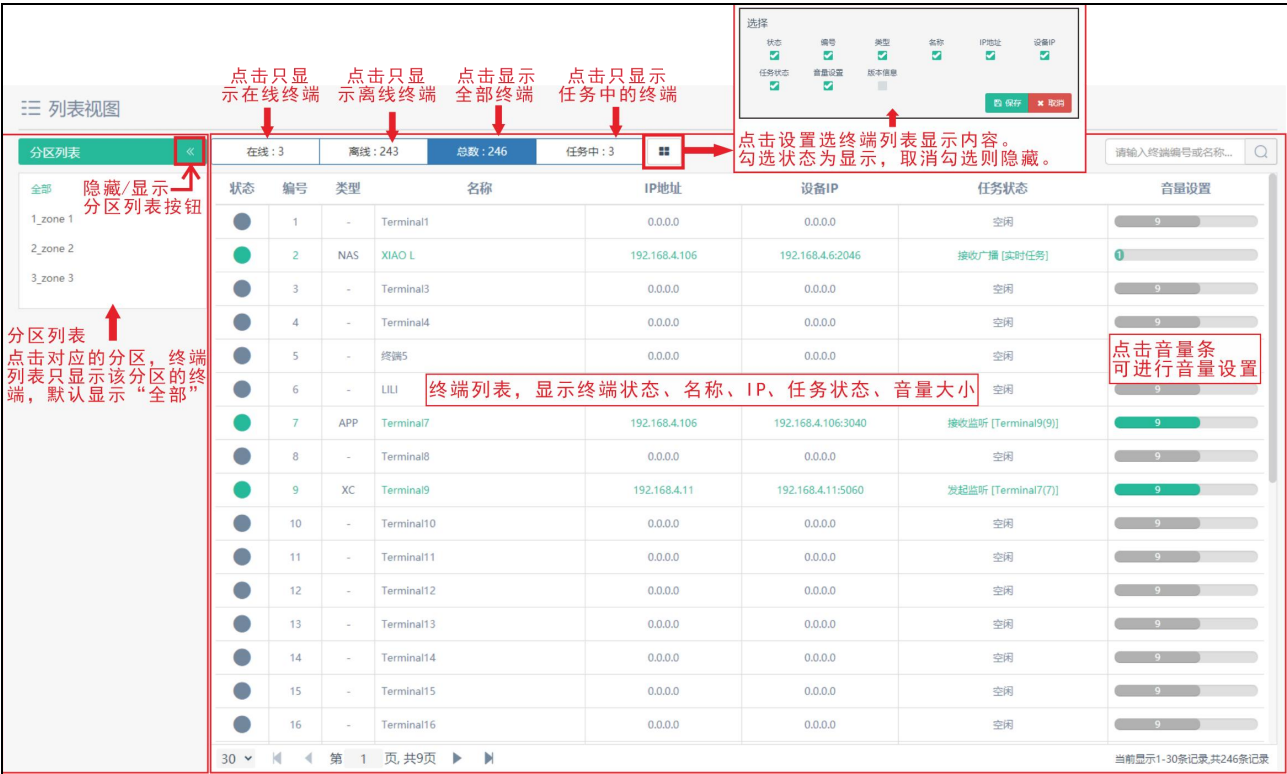 选择
状态 编号 类型 名称 IP地址 设备IP
任务状态 音量设置 版本信息
保存 取消
点击只显
示在线终端
点击只显
示离线终端
点击显示
全部终端
点击只显示
任务中的终端
点击设置选终端列表显示内容。
勾选状态为显示，取消勾选则隐藏。
列表视图
分区列表
在线：3 离线：243 总数：246 任务中：3
请输入终端编号或名称...
全部
1_zone 1
2_zone 2
3_zone 3
隐藏/显示
分区列表按钮
分区列表
点击对应的分区，终端
列表只显示该分区的终
端，默认显示“全部”
状态 编号 类型 名称 IP地址 设备IP 任务状态 音量设置
1 - Terminal1 0.0.0.0 0.0.0.0 空闲 9
2 NAS XIAO L 192.168.4.106 192.168.4.6:2046 接收广播 [实时任务] 1
3 - Terminal3 0.0.0.0 0.0.0.0 空闲 9
4 - Terminal4 0.0.0.0 0.0.0.0 空闲 9
5 - 终端5 0.0.0.0 0.0.0.0 空闲
点击音量条
可进行音量设置
6 - LILI 空闲 9
终端列表，显示终端状态、名称、IP、任务状态、音量大小
7 APP Terminal7 192.168.4.106 192.168.4.106:3040 接收监听 [Terminal9(9)] 9
8 - Terminal8 0.0.0.0 0.0.0.0 空闲 9
9 XC Terminal9 192.168.4.11 192.168.4.11:5060 发起监听 [Terminal7(7)] 9
10 - Terminal10 0.0.0.0 0.0.0.0 空闲 9
11 - Terminal11 0.0.0.0 0.0.0.0 空闲 9
12 - Terminal12 0.0.0.0 0.0.0.0 空闲 9
13 - Terminal13 0.0.0.0 0.0.0.0 空闲 9
14 - Terminal14 0.0.0.0 0.0.0.0 空闲 9
15 - Terminal15 0.0.0.0 0.0.0.0 空闲 9
16 - Terminal16 0.0.0.0 0.0.0.0 空闲 9
30 第 1 页, 共9页
当前显示1-30条记录,共246条记录